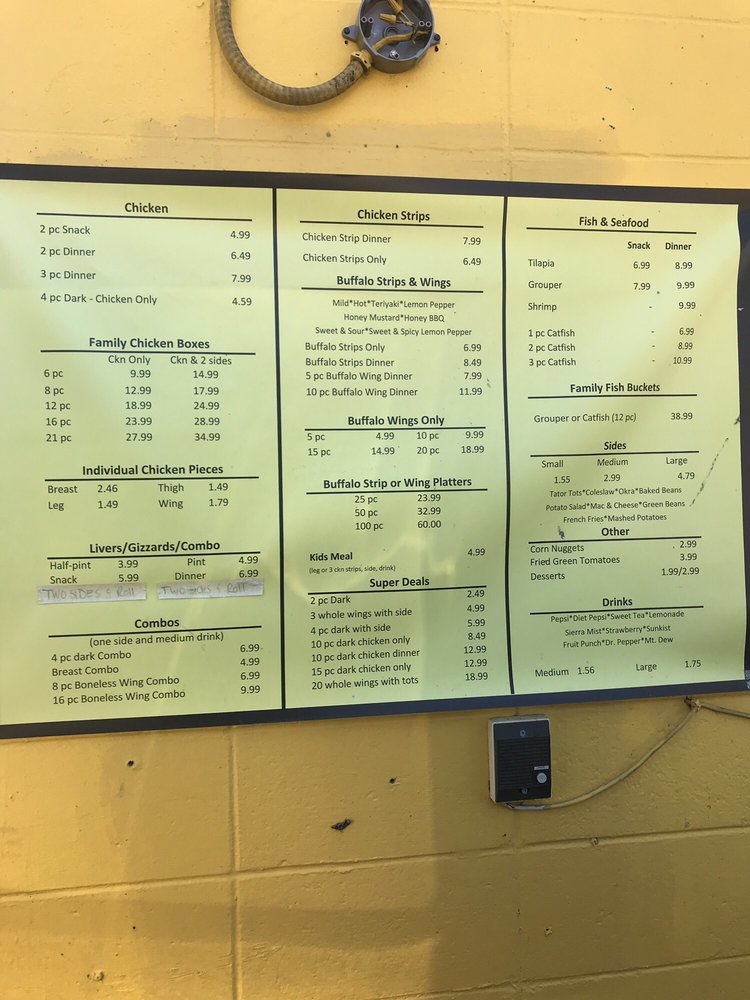 Chicken
2 pc Snack 4.99
2 pc Dinner 6.49
3 pc Dinner 7.99
4 pc Dark - Chicken Only 4.59
Family Chicken Boxes
Ckn Only Ckn & 2 sides
6 pc 9.99 14.99
8 pc 12.99 17.99
12 pc 18.99 24.99
16 pc 23.99 28.99
21 pc 27.99 34.99
Individual Chicken Pieces
Breast 2.46 Thigh 1.49
Leg 1.49 Wing 1.79
Livers/Gizzards/Combo
Half-pint 3.99 Pint 4.99
Snack 5.99 Dinner 6.99
TWO SIDES & Roll TWO SIDES & Roll
Combos
(one side and medium drink)
4 pc dark Combo 6.99
Breast Combo 4.99
8 pc Boneless Wing Combo 6.99
16 pc Boneless Wing Combo 9.99
Chicken Strips
Chicken Strip Dinner 7.99
Chicken Strips Only 6.49
Buffalo Strips & Wings
Mild*Hot*Teriyaki*Lemon Pepper
Honey Mustard*Honey BBQ
Sweet & Sour*Sweet & Spicy Lemon Pepper
Buffalo Strips Only 6.99
Buffalo Strips Dinner 8.49
5 pc Buffalo Wing Dinner 7.99
10 pc Buffalo Wing Dinner 11.99
Buffalo Wings Only
5 pc 4.99 10 pc 9.99
15 pc 14.99 20 pc 18.99
Buffalo Strip or Wing Platters
25 pc 23.99
50 pc 32.99
100 pc 60.00
Kids Meal 4.99
(leg or 3 ckn strips, side, drink)
Super Deals
2 pc Dark 2.49
3 whole wings with side 4.99
4 pc dark with side 5.99
10 pc dark chicken only 8.49
10 pc dark chicken dinner 12.99
15 pc dark chicken only 12.99
20 whole wings with tots 18.99
Fish & Seafood
Snack Dinner
Tilapia 6.99 8.99
Grouper 7.99 9.99
Shrimp - 9.99
1 pc Catfish - 6.99
2 pc Catfish - 8.99
3 pc Catfish - 10.99
Family Fish Buckets
Grouper or Catfish (12 pc) 38.99
Sides
Small Medium Large
1.55 2.99 4.79
Tator Tots*Coleslaw*Okra*Baked Beans
Potato Salad*Mac & Cheese*Green Beans
French Fries*Mashed Potatoes
Other
Corn Nuggets 2.99
Fried Green Tomatoes 3.99
Desserts 1.99/2.99
Drinks
Pepsi*Diet Pepsi*Sweet Tea*Lemonade
Sierra Mist*Strawberry*Sunkist
Fruit Punch*Dr. Pepper*Mt. Dew
Medium 1.56 Large 1.75